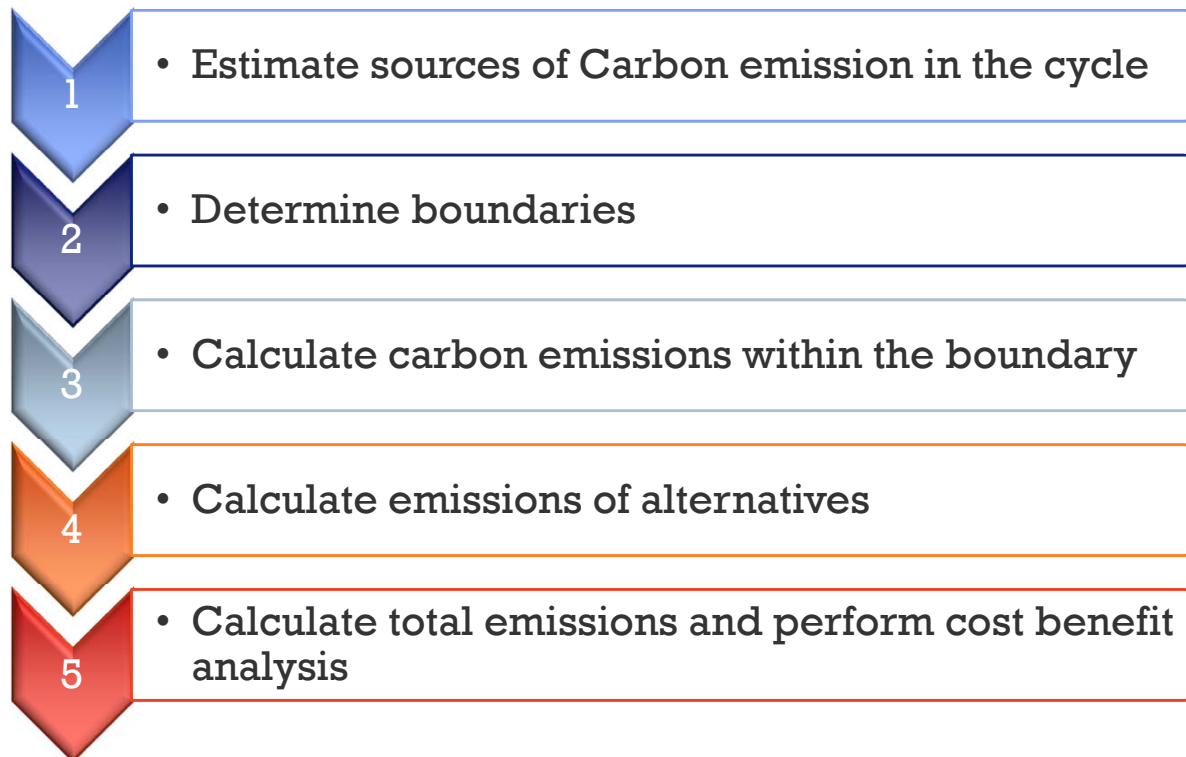 1
• Estimate sources of Carbon emission in the cycle
2
• Determine boundaries
3
• Calculate carbon emissions within the boundary
4
• Calculate emissions of alternatives
5
• Calculate total emissions and perform cost benefit
analysis